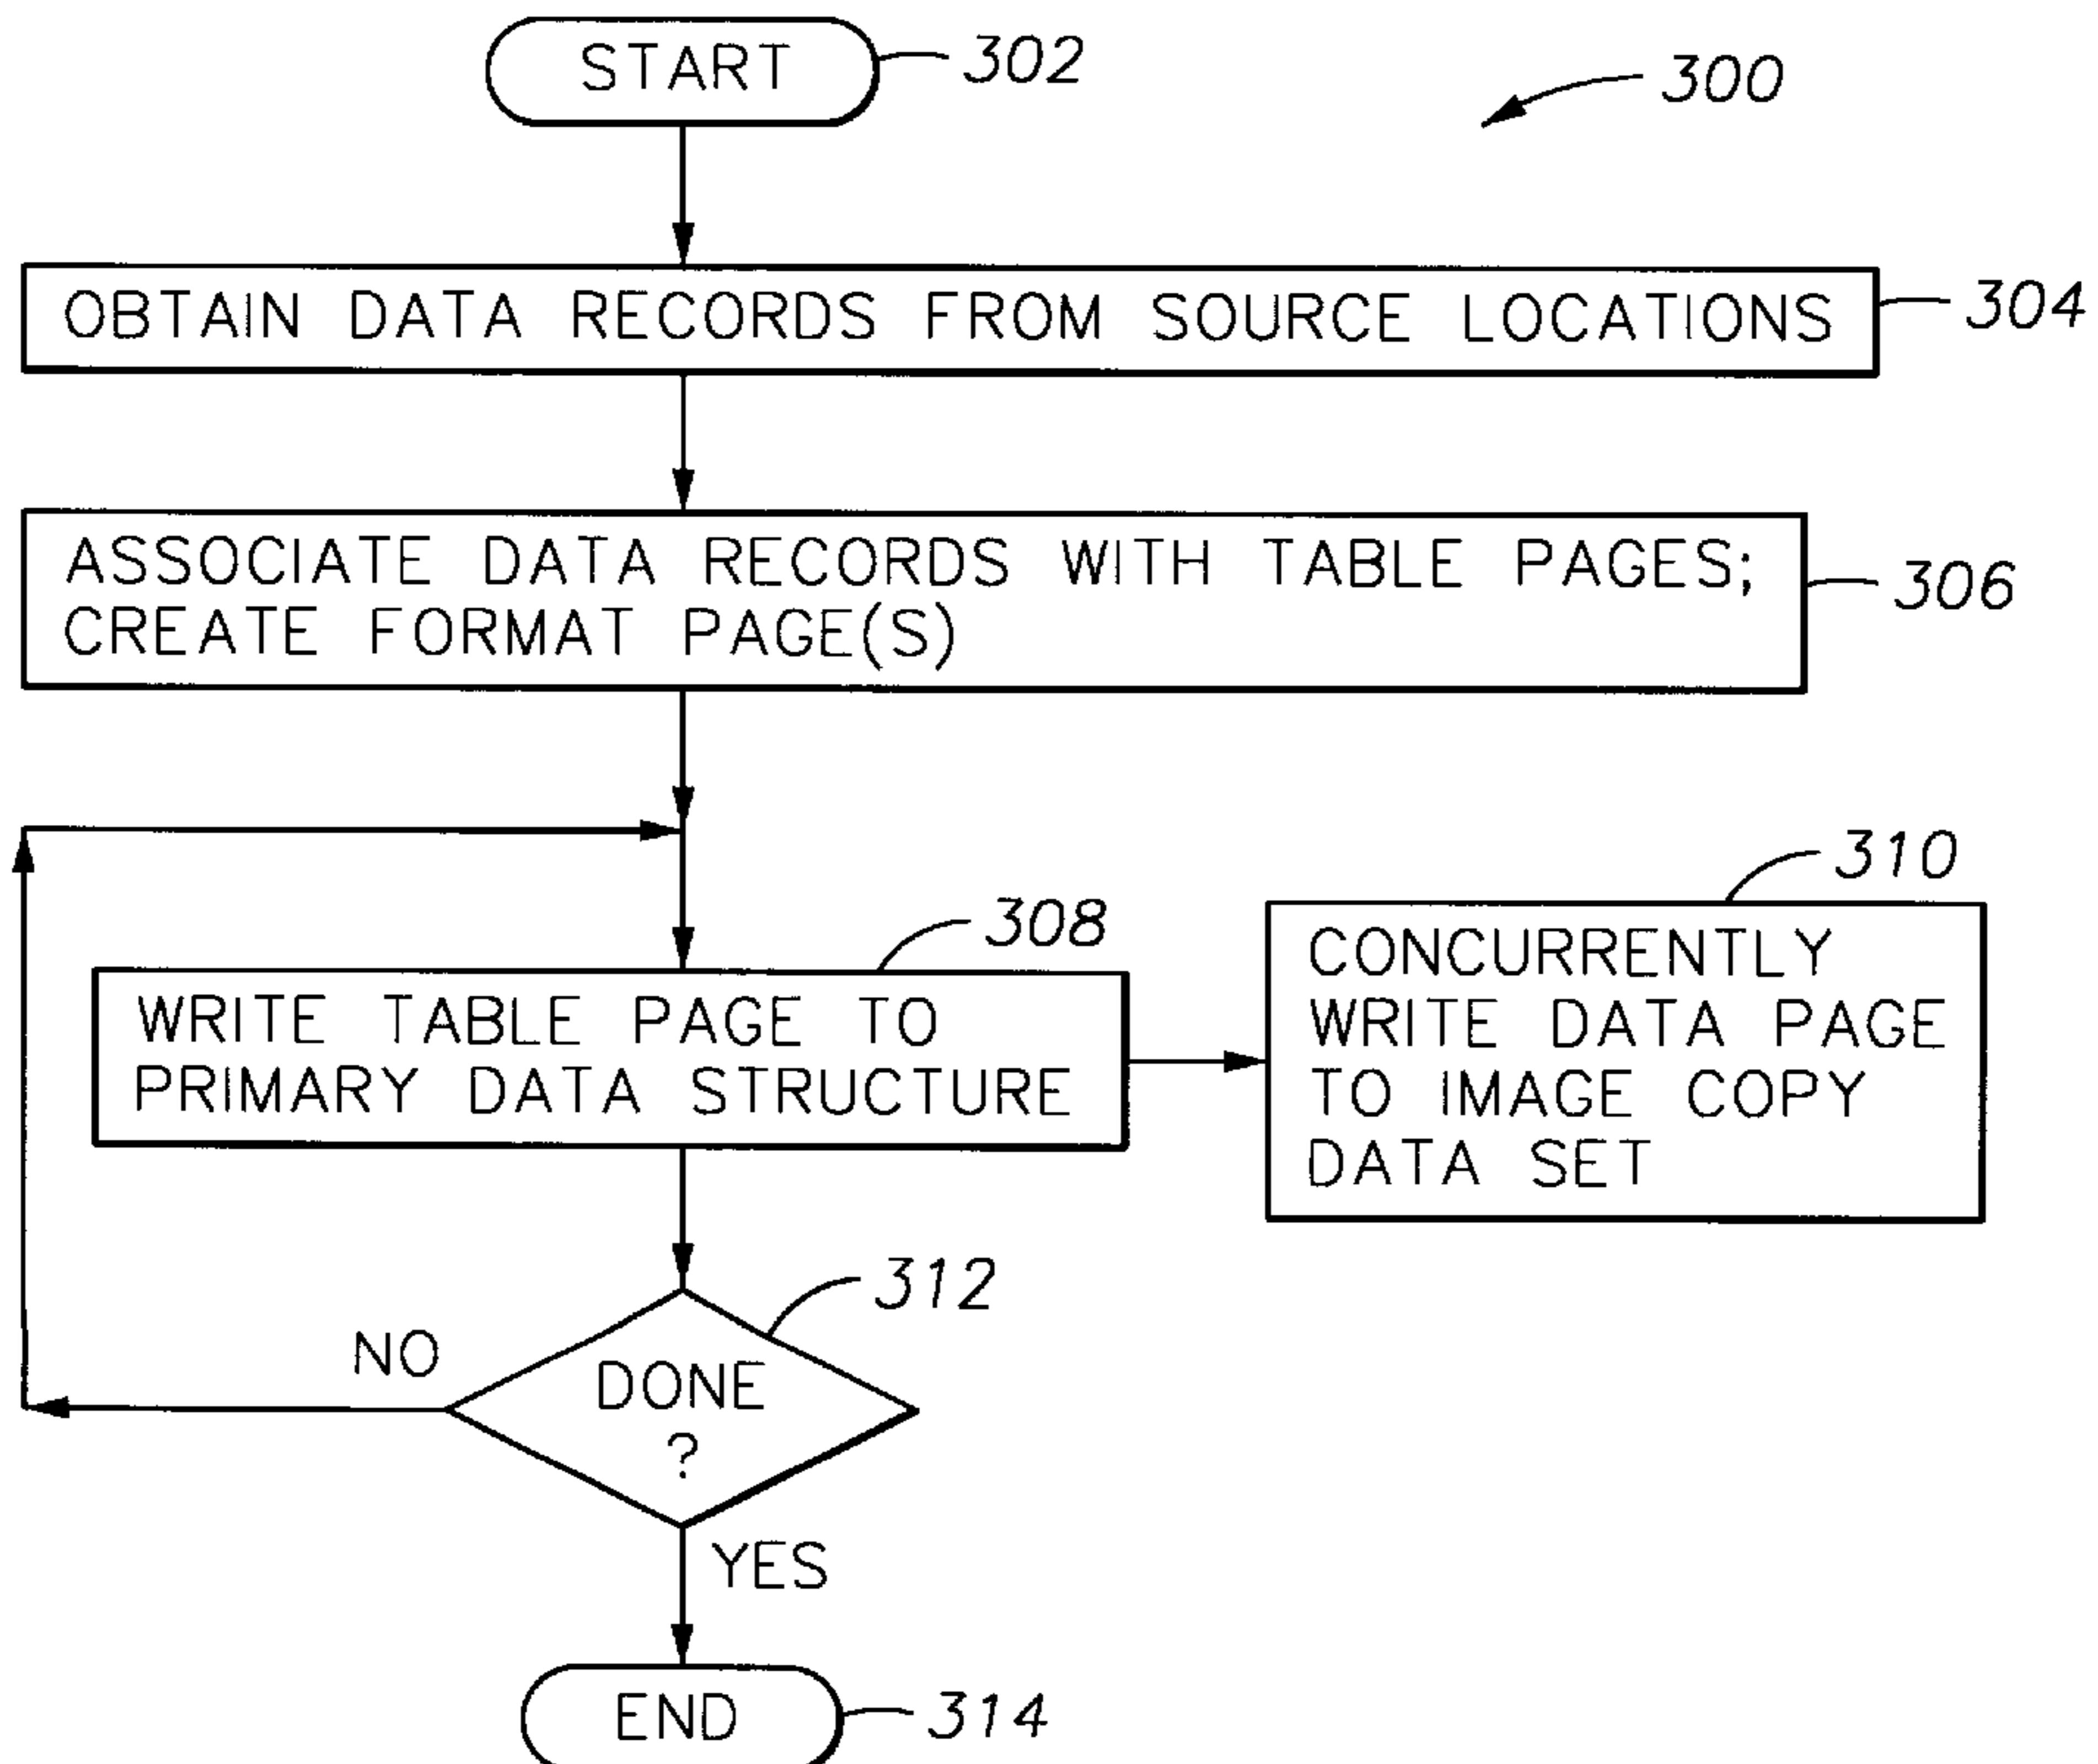 START
302
300
OBTAIN DATA RECORDS FROM SOURCE LOCATIONS
304
ASSOCIATE DATA RECORDS WITH TABLE PAGES;
CREATE FORMAT PAGE(S)
306
308
WRITE TABLE PAGE TO
PRIMARY DATA STRUCTURE
310
CONCURRENTLY
WRITE DATA PAGE
TO IMAGE COPY
DATA SET
312
DONE
?
NO
YES
END
314